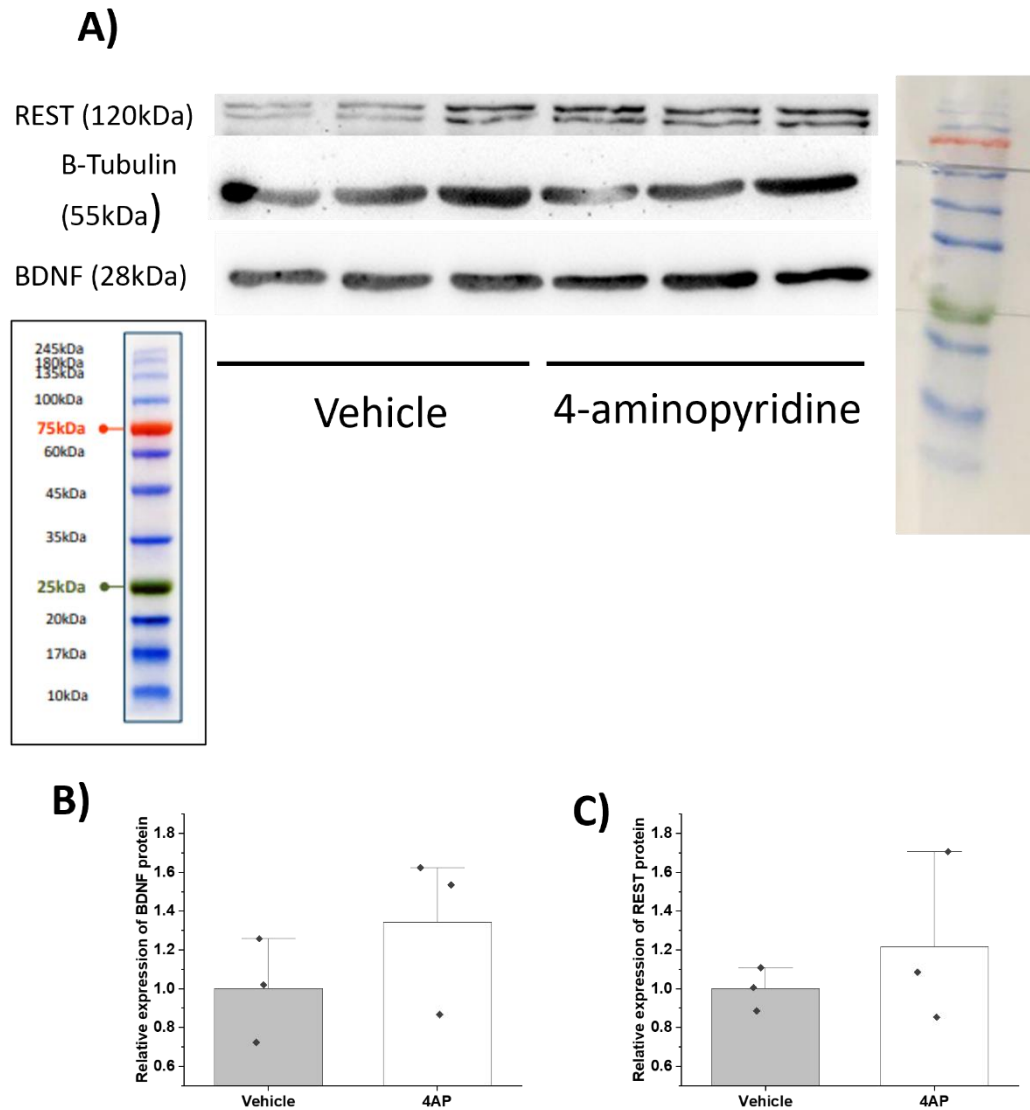 A)
REST (120kDa)
B-Tubulin
(55kDa)
BDNF (28kDa)
Vehicle
4-aminopyridine
245kDa
180kDa
135kDa
100kDa
75kDa
60kDa
45kDa
35kDa
25kDa
20kDa
17kDa
10kDa
B)
Relative expression of BDNF protein
1.8
1.6
1.4
1.2
1.0
0.8
0.6
Vehicle
4AP
C)
Relative expression of REST protein
1.8
1.6
1.4
1.2
1.0
0.8
0.6
Vehicle
4AP